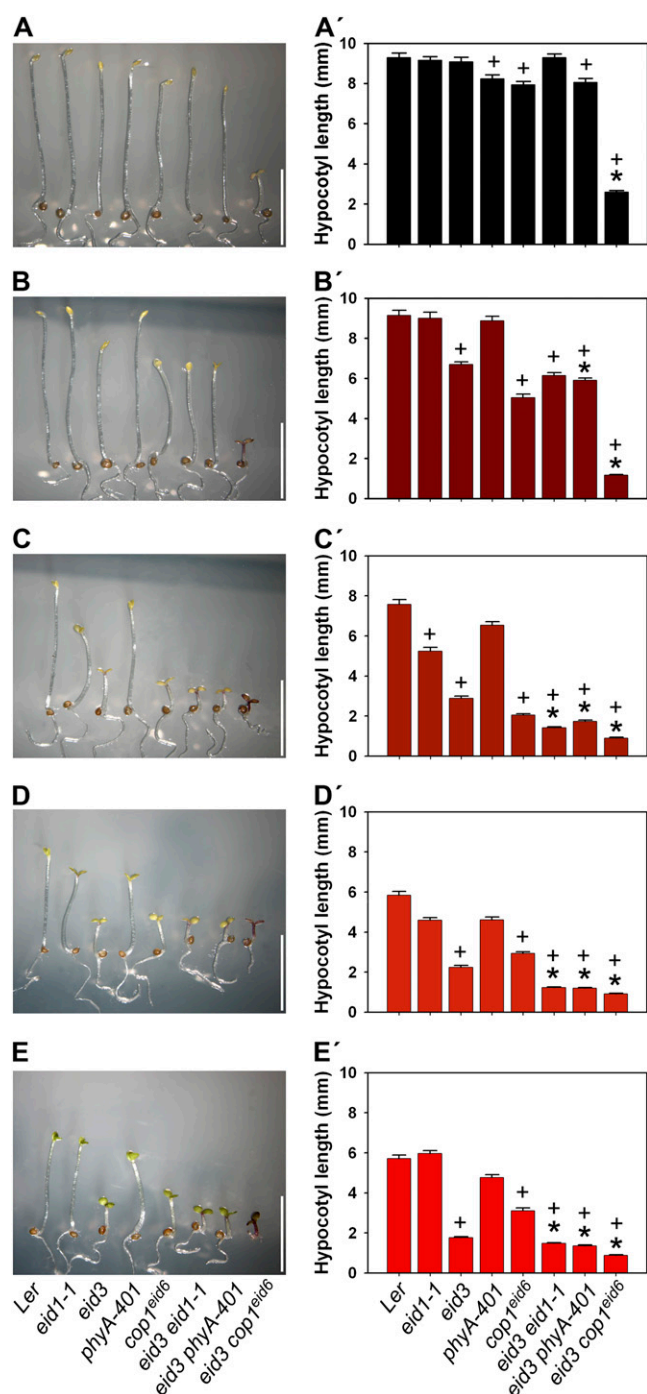 A
A´
Hypocotyl length (mm)
10
8
6
4
2
0
+
+
+
+
*
B
B´
Hypocotyl length (mm)
10
8
6
4
2
0
+
+
+
+
*
+
*
C
C´
Hypocotyl length (mm)
10
8
6
4
2
0
+
+
+
+
*
+
*
+
*
D
D´
Hypocotyl length (mm)
10
8
6
4
2
0
+
+
+
*
+
*
+
*
E
E´
Hypocotyl length (mm)
10
8
6
4
2
0
+
+
+
*
+
*
+
*
Ler
eid1-1
eid3
phyA-401
cop1eid6
eid3 eid1-1
eid3 phyA-401
eid3 cop1eid6
Ler
eid1-1
eid3
phyA-401
cop1eid6
eid3 eid1-1
eid3 phyA-401
eid3 cop1eid6